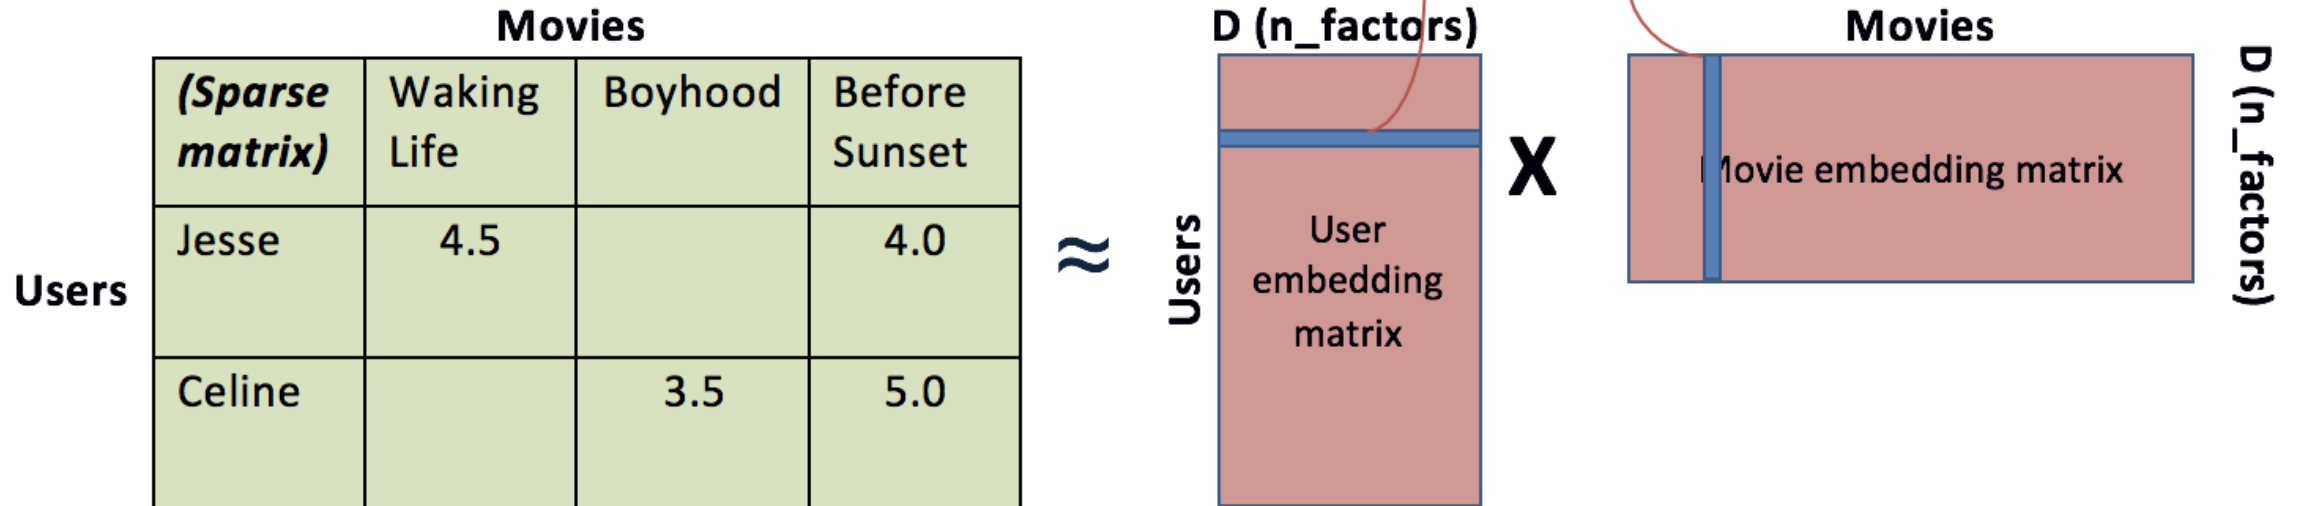 Movies
(Sparse
matrix)
Waking
Life
Boyhood
Before
Sunset
Users
Jesse
4.5
4.0
Celine
3.5
5.0
≈
D (n_factors)
Users
User
embedding
matrix
X
Movies
Movie embedding matrix
D (n_factors)